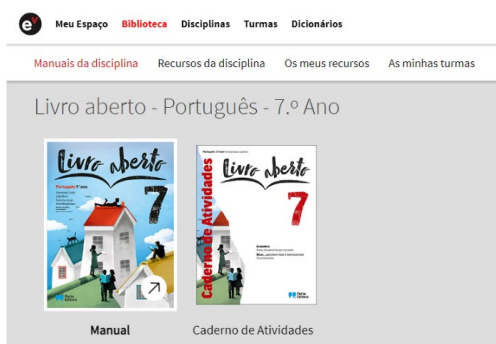 ev Meu Espaço Biblioteca Disciplinas Turmas Dicionários
Manuais da disciplina Recursos da disciplina Os meus recursos As minhas turmas
Livro aberto - Português - 7.º Ano
Livro aberto
Português 7.º ano
7
Porto
Editora
Livro aberto
7
Caderno de Atividades
Gramática
Porto
Editora
Manual
Caderno de Atividades